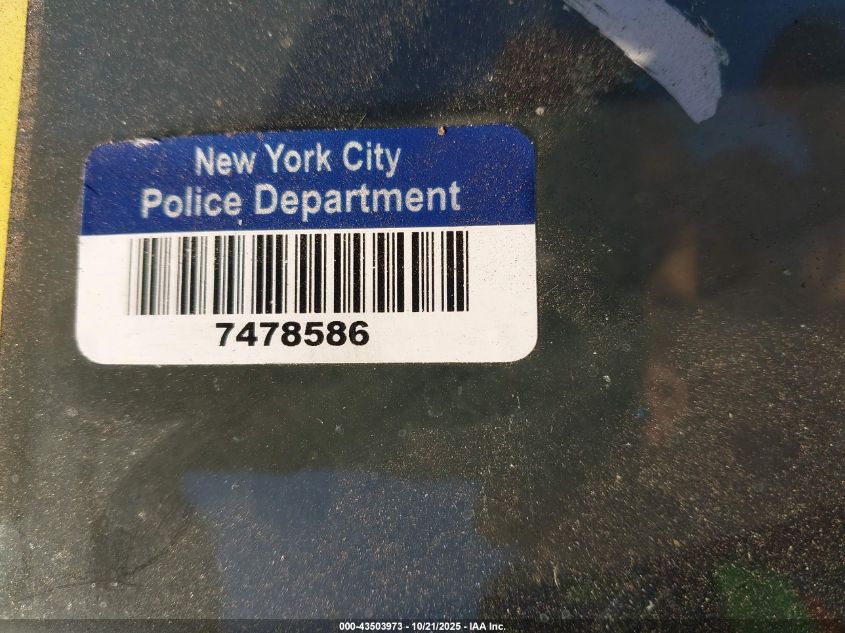 New York City
Police Department
7478586
000-43503973 - 10/21/2025 - IAA Inc.